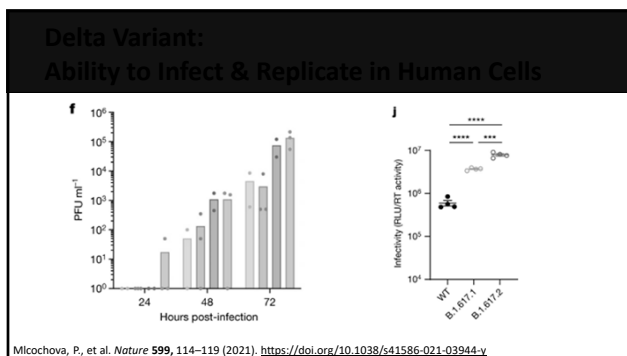 Delta Variant:
Ability to Infect & Replicate in Human Cells
f
10⁶
10⁵
10⁴
10³
10²
10¹
10⁰
PFU ml⁻¹
24
48
72
Hours post-infection
j
****
****
***
10⁷
10⁶
10⁵
10⁴
Infectivity (RLU/RT activity)
WT
B.1.617.1
B.1.617.2
Mlcochova, P., et al. Nature 599, 114–119 (2021). https://doi.org/10.1038/s41586-021-03944-y